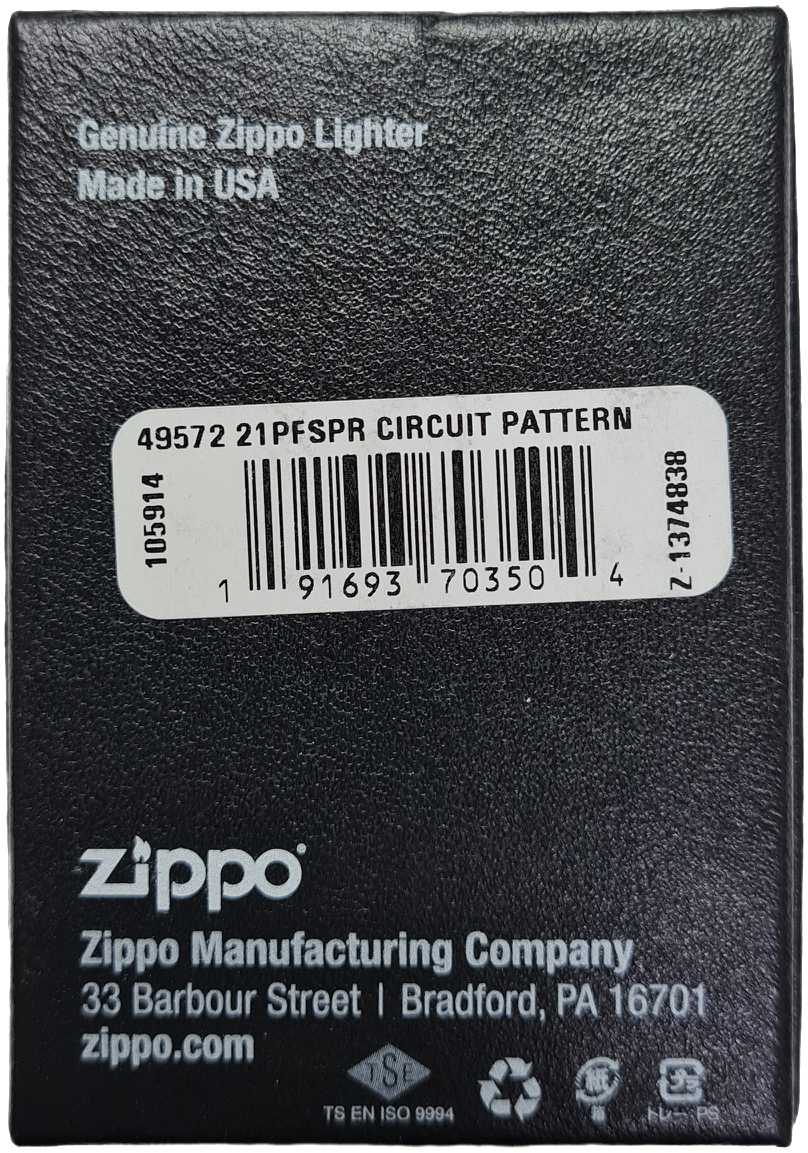 Genuine Zippo Lighter
Made in USA
49572 21PFSPR CIRCUIT PATTERN
105914
Z-1374838
1 91693 70350 4
zippo
Zippo Manufacturing Company
33 Barbour Street | Bradford, PA 16701
zippo.com
TSE
TS EN ISO 9994
紙
箱
プラ
トレー PS